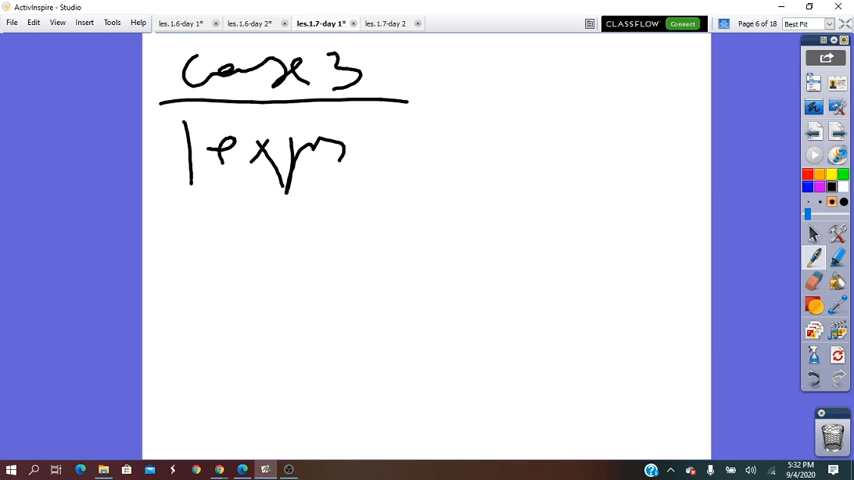 ActivInspire - Studio
File Edit View Insert Tools Help
les.1.6-day 1*
les.1.6-day 2*
les.1.7-day 1*
les.1.7-day 2
CLASSFLOW
Connect
Page 6 of 18
Best Fit
case 3
|expr
5:32 PM
9/4/2020